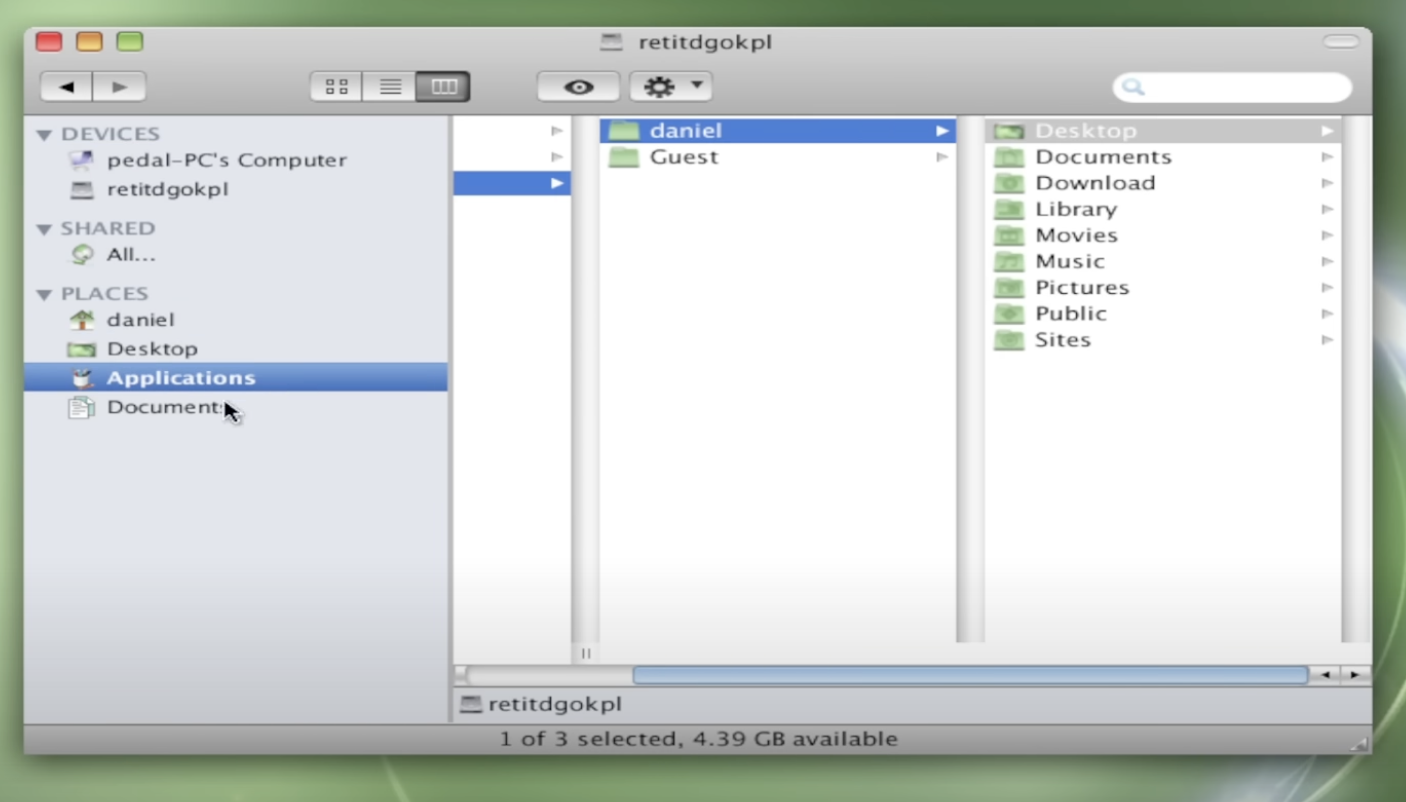 retitdgokpl
DEVICES
pedal-PC's Computer
retitdgokpl
SHARED
All...
PLACES
daniel
Desktop
Applications
Documents
daniel
Guest
Desktop
Documents
Download
Library
Movies
Music
Pictures
Public
Sites
retitdgokpl
1 of 3 selected, 4.39 GB available